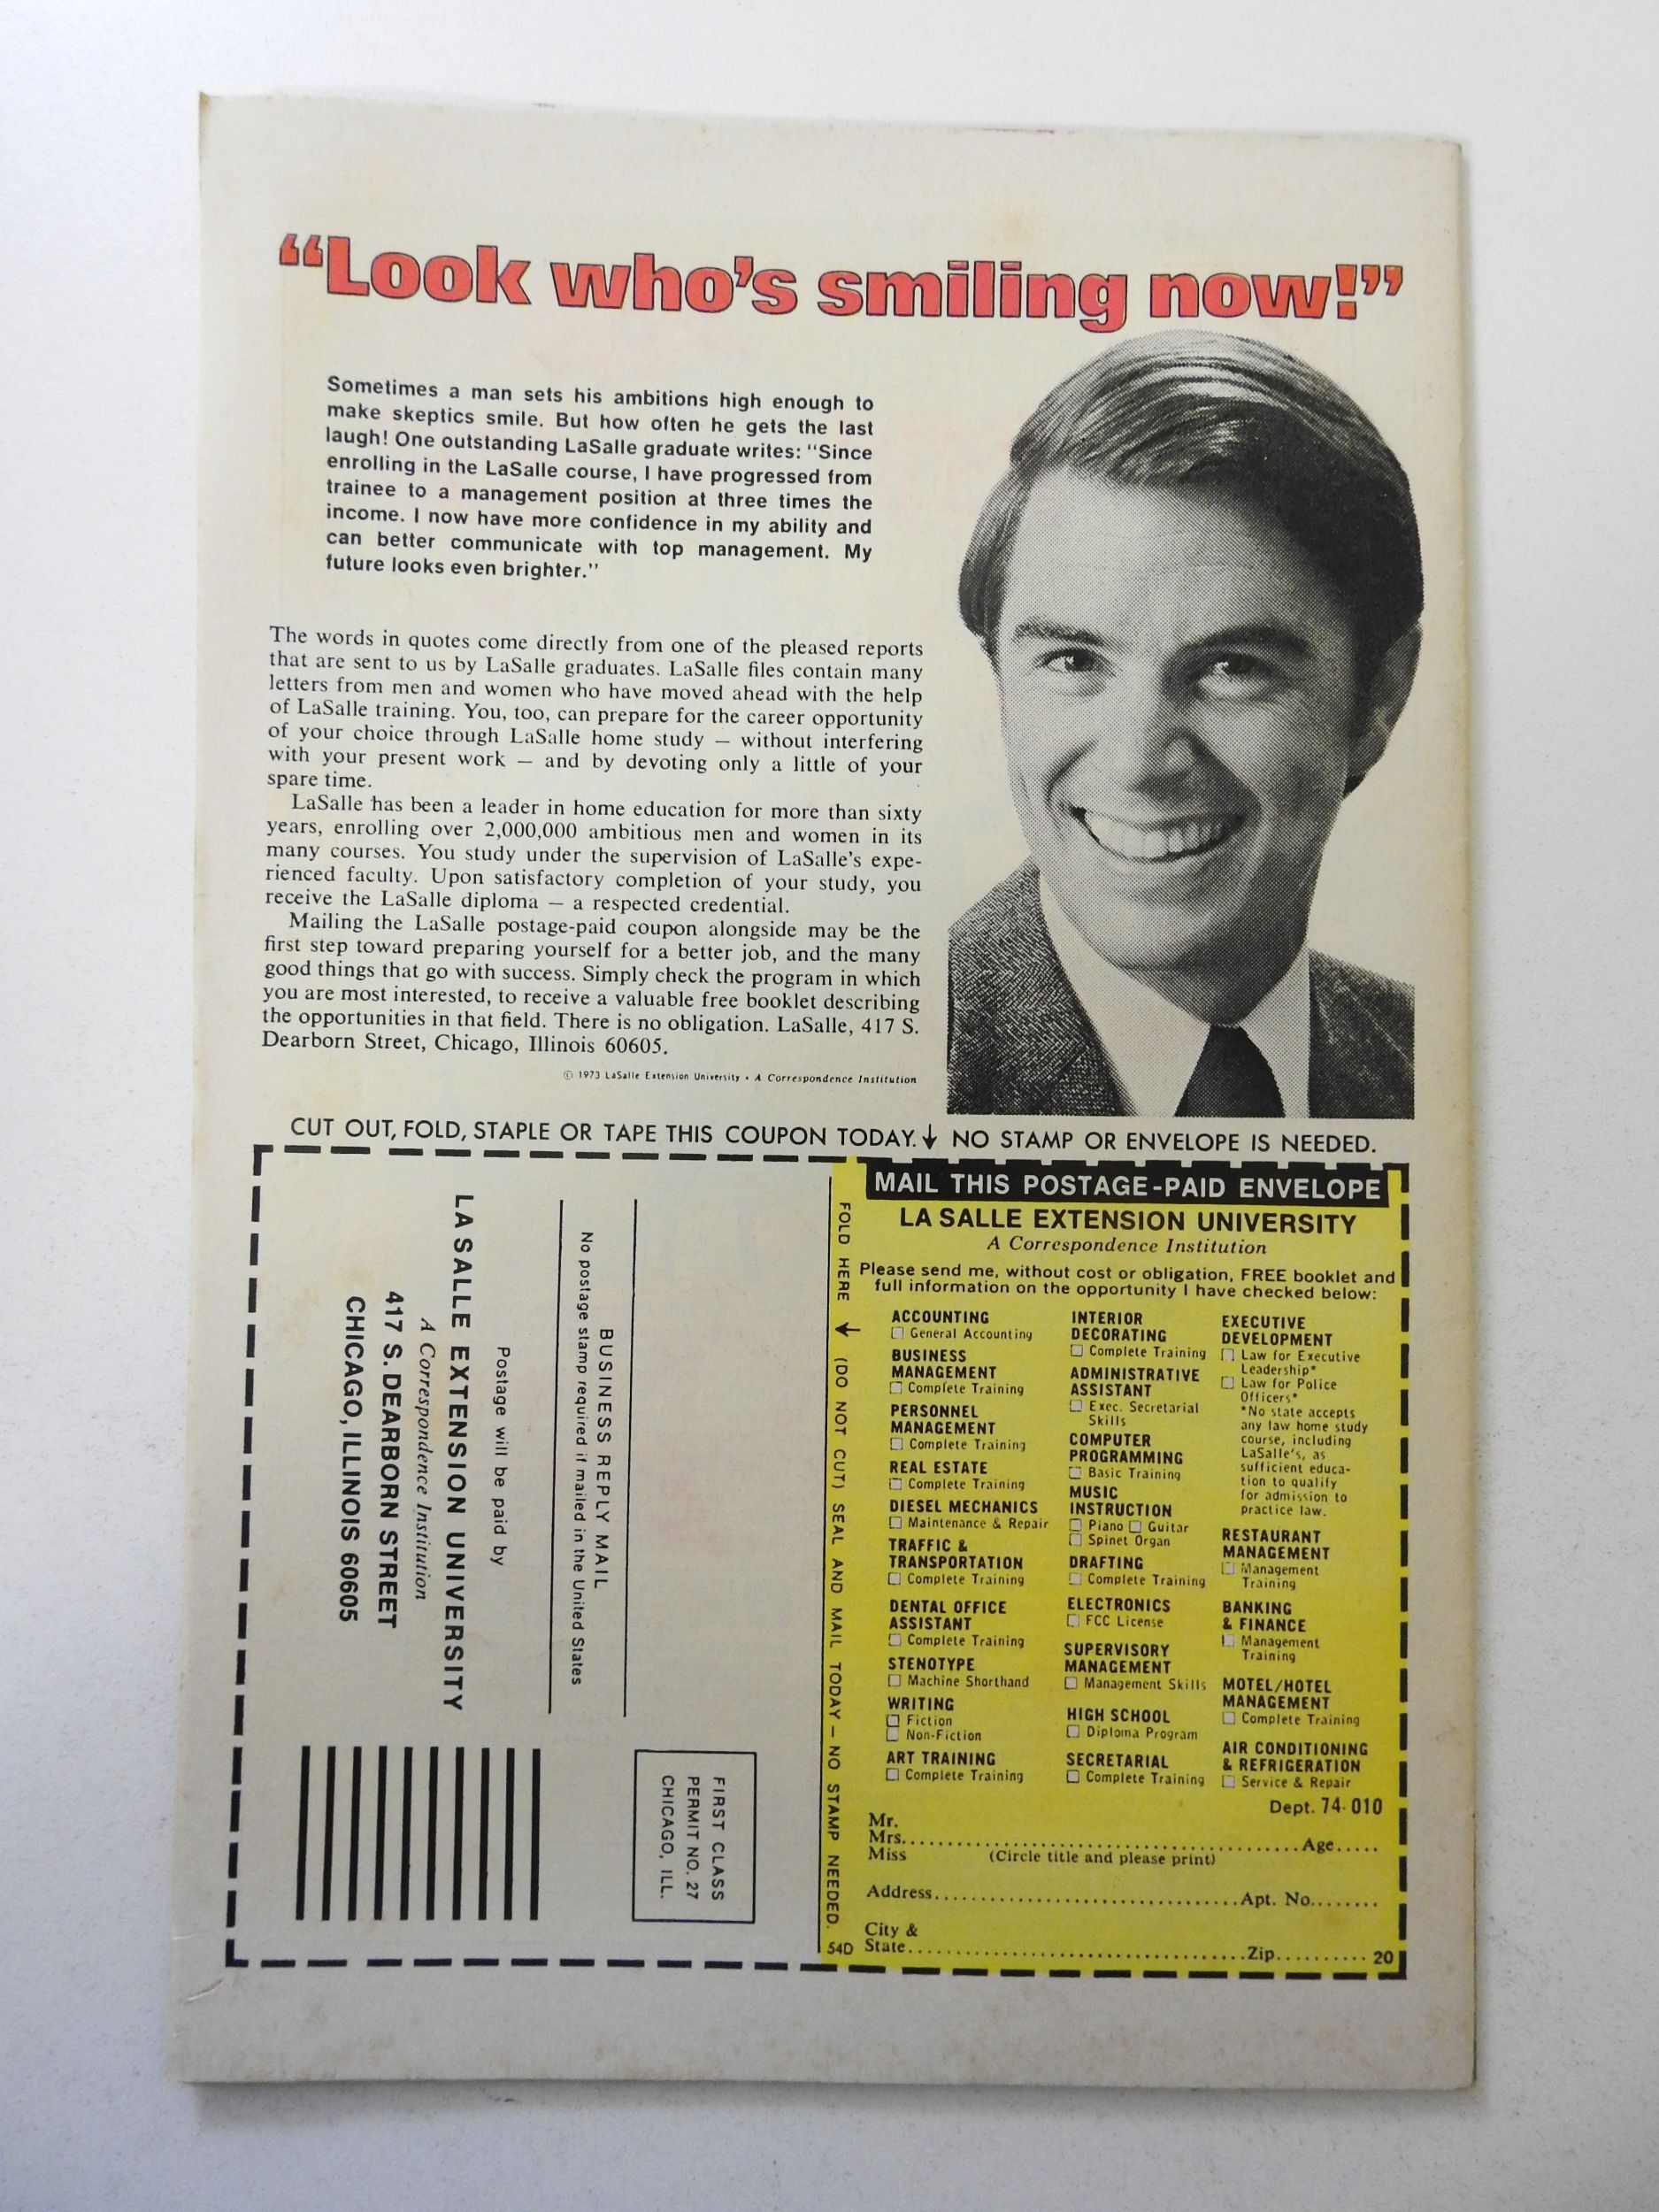 “Look who’s smiling now!”
Sometimes a man sets his ambitions high enough to
make skeptics smile. But how often he gets the last
laugh! One outstanding LaSalle graduate writes: “Since
enrolling in the LaSalle course, I have progressed from
trainee to a management position at three times the
income. I now have more confidence in my ability and
can better communicate with top management. My
future looks even brighter.”
The words in quotes come directly from one of the pleased reports
that are sent to us by LaSalle graduates. LaSalle files contain many
letters from men and women who have moved ahead with the help
of LaSalle training. You, too, can prepare for the career opportunity
of your choice through LaSalle home study — without interfering
with your present work — and by devoting only a little of your
spare time.
LaSalle has been a leader in home education for more than sixty
years, enrolling over 2,000,000 ambitious men and women in its
many courses. You study under the supervision of LaSalle's expe-
rienced faculty. Upon satisfactory completion of your study, you
receive the LaSalle diploma — a respected credential.
Mailing the LaSalle postage-paid coupon alongside may be the
first step toward preparing yourself for a better job, and the many
good things that go with success. Simply check the program in which
you are most interested, to receive a valuable free booklet describing
the opportunities in that field. There is no obligation. LaSalle, 417 S.
Dearborn Street, Chicago, Illinois 60605.
© 1973 LaSalle Extension University • A Correspondence Institution
CUT OUT, FOLD, STAPLE OR TAPE THIS COUPON TODAY. ↓ NO STAMP OR ENVELOPE IS NEEDED.
FIRST CLASS
PERMIT NO. 27
CHICAGO, ILL.
BUSINESS REPLY MAIL
No postage stamp required if mailed in the United States
Postage will be paid by
LA SALLE EXTENSION UNIVERSITY
A Correspondence Institution
417 S. DEARBORN STREET
CHICAGO, ILLINOIS 60605
FOLD HERE ↓ (DO NOT CUT) SEAL AND MAIL TODAY — NO STAMP NEEDED.
54D
MAIL THIS POSTAGE-PAID ENVELOPE
LA SALLE EXTENSION UNIVERSITY
A Correspondence Institution
Please send me, without cost or obligation, FREE booklet and
full information on the opportunity I have checked below:
ACCOUNTING
☐ General Accounting
BUSINESS
MANAGEMENT
☐ Complete Training
PERSONNEL
MANAGEMENT
☐ Complete Training
REAL ESTATE
☐ Complete Training
DIESEL MECHANICS
☐ Maintenance & Repair
TRAFFIC &
TRANSPORTATION
☐ Complete Training
DENTAL OFFICE
ASSISTANT
☐ Complete Training
STENOTYPE
☐ Machine Shorthand
WRITING
☐ Fiction
☐ Non-Fiction
ART TRAINING
☐ Complete Training
INTERIOR
DECORATING
☐ Complete Training
ADMINISTRATIVE
ASSISTANT
☐ Exec. Secretarial
Skills
COMPUTER
PROGRAMMING
☐ Basic Training
MUSIC
INSTRUCTION
☐ Piano ☐ Guitar
☐ Spinet Organ
DRAFTING
☐ Complete Training
ELECTRONICS
☐ FCC License
SUPERVISORY
MANAGEMENT
☐ Management Skills
HIGH SCHOOL
☐ Diploma Program
SECRETARIAL
☐ Complete Training
EXECUTIVE
DEVELOPMENT
☐ Law for Executive
Leadership*
☐ Law for Police
Officers*
*No state accepts
any law home study
course, including
LaSalle's, as
sufficient educa-
tion to qualify
for admission to
practice law.
RESTAURANT
MANAGEMENT
☐ Management
Training
BANKING
& FINANCE
☐ Management
Training
MOTEL/HOTEL
MANAGEMENT
☐ Complete Training
AIR CONDITIONING
& REFRIGERATION
☐ Service & Repair
Dept. 74-010
Mr.
Mrs.......................................................Age.....
Miss (Circle title and please print)
Address.....................................Apt. No........
City &
State........................................Zip.......... 20